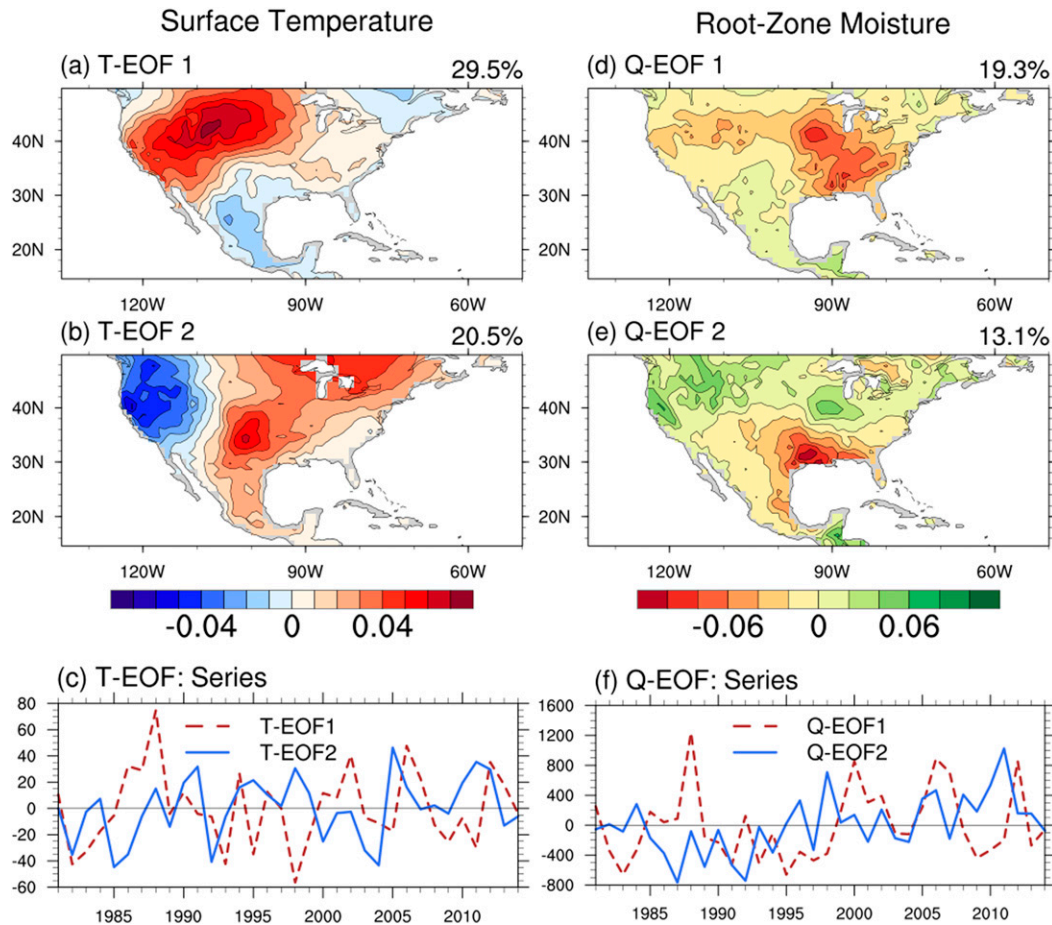 Surface Temperature
Root-Zone Moisture
(a) T-EOF 1
29.5%
(d) Q-EOF 1
19.3%
40N
30N
20N
40N
30N
20N
120W
90W
60W
120W
90W
60W
(b) T-EOF 2
20.5%
(e) Q-EOF 2
13.1%
40N
30N
20N
40N
30N
20N
120W
90W
60W
120W
90W
60W
-0.04
0
0.04
-0.06
0
0.06
(c) T-EOF: Series
80
60
40
20
0
-20
-40
-60
T-EOF1
T-EOF2
1985
1990
1995
2000
2005
2010
(f) Q-EOF: Series
1600
1200
800
400
0
-400
-800
Q-EOF1
Q-EOF2
1985
1990
1995
2000
2005
2010